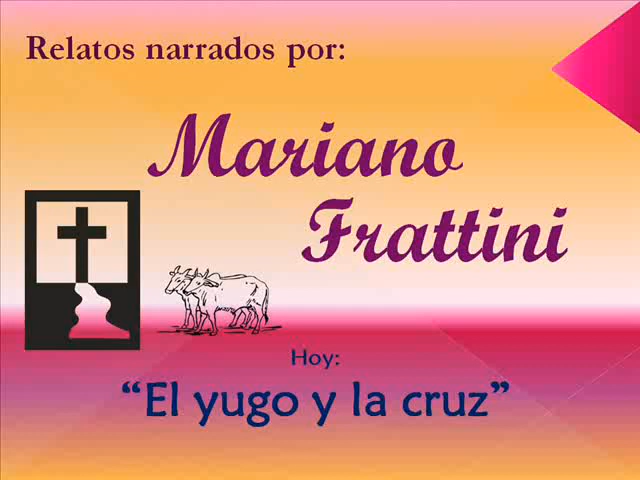 Relatos narrados por:
Mariano
Frattini
Hoy:
“El yugo y la cruz”